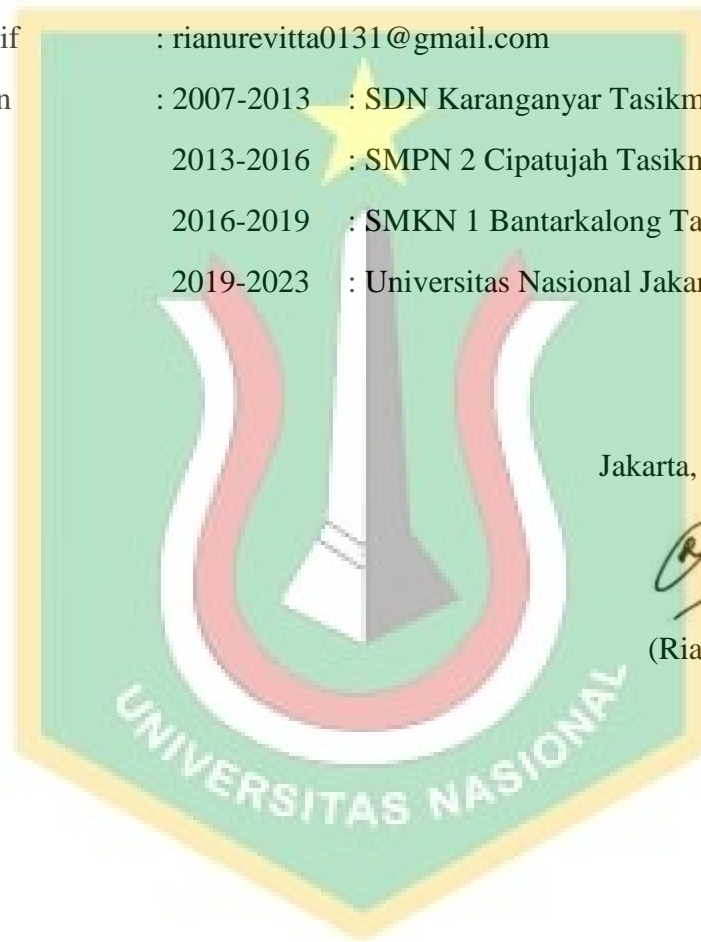 if : rianurevitta0131@gmail.com
n : 2007-2013 : SDN Karanganyar Tasikm
2013-2016 : SMPN 2 Cipatujah Tasikm
2016-2019 : SMKN 1 Bantarkalong Ta
2019-2023 : Universitas Nasional Jakar
Jakarta,
(Ria
UNIVERSITAS NASIONAL